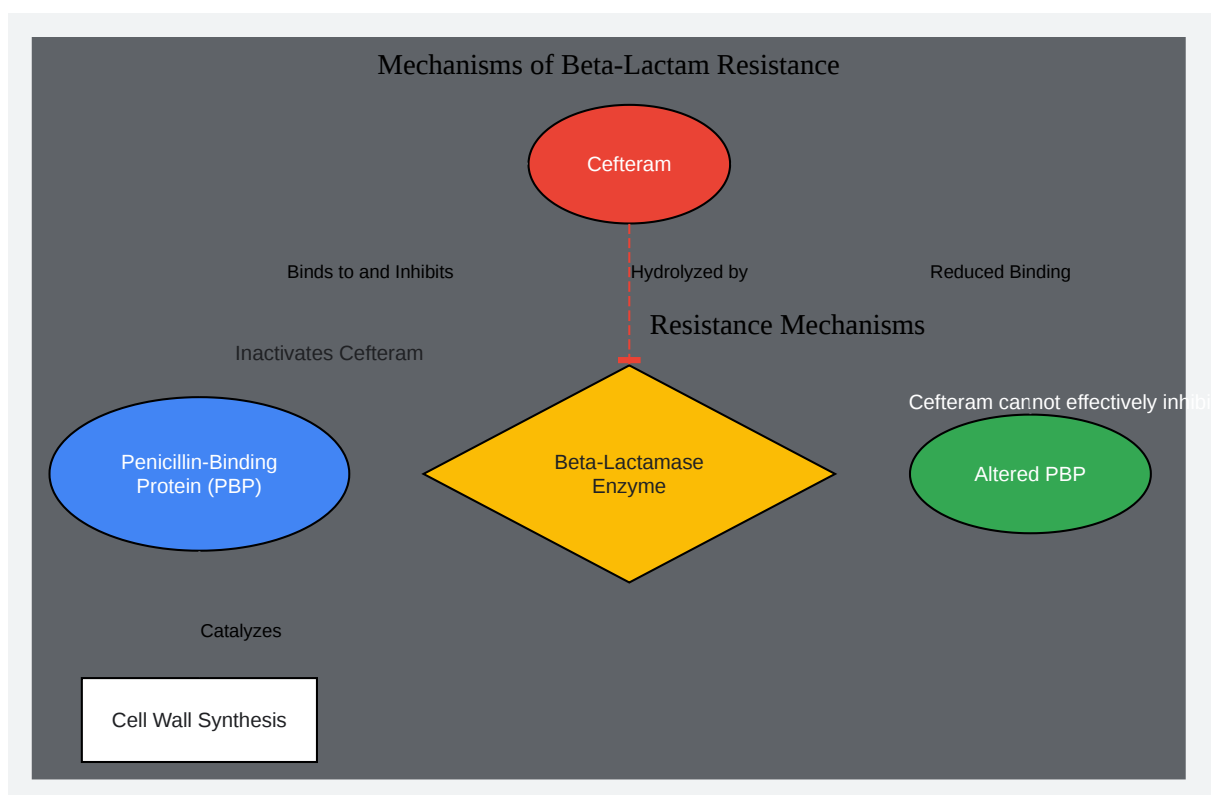 Mechanisms of Beta-Lactam Resistance
Cefteram
Binds to and Inhibits
Hydrolyzed by
Reduced Binding
Resistance Mechanisms
Inactivates Cefteram
Cefteram cannot effectively
Penicillin-Binding
Protein (PBP)
Beta-Lactamase
Enzyme
Altered PBP
Catalyzes
Cell Wall Synthesis